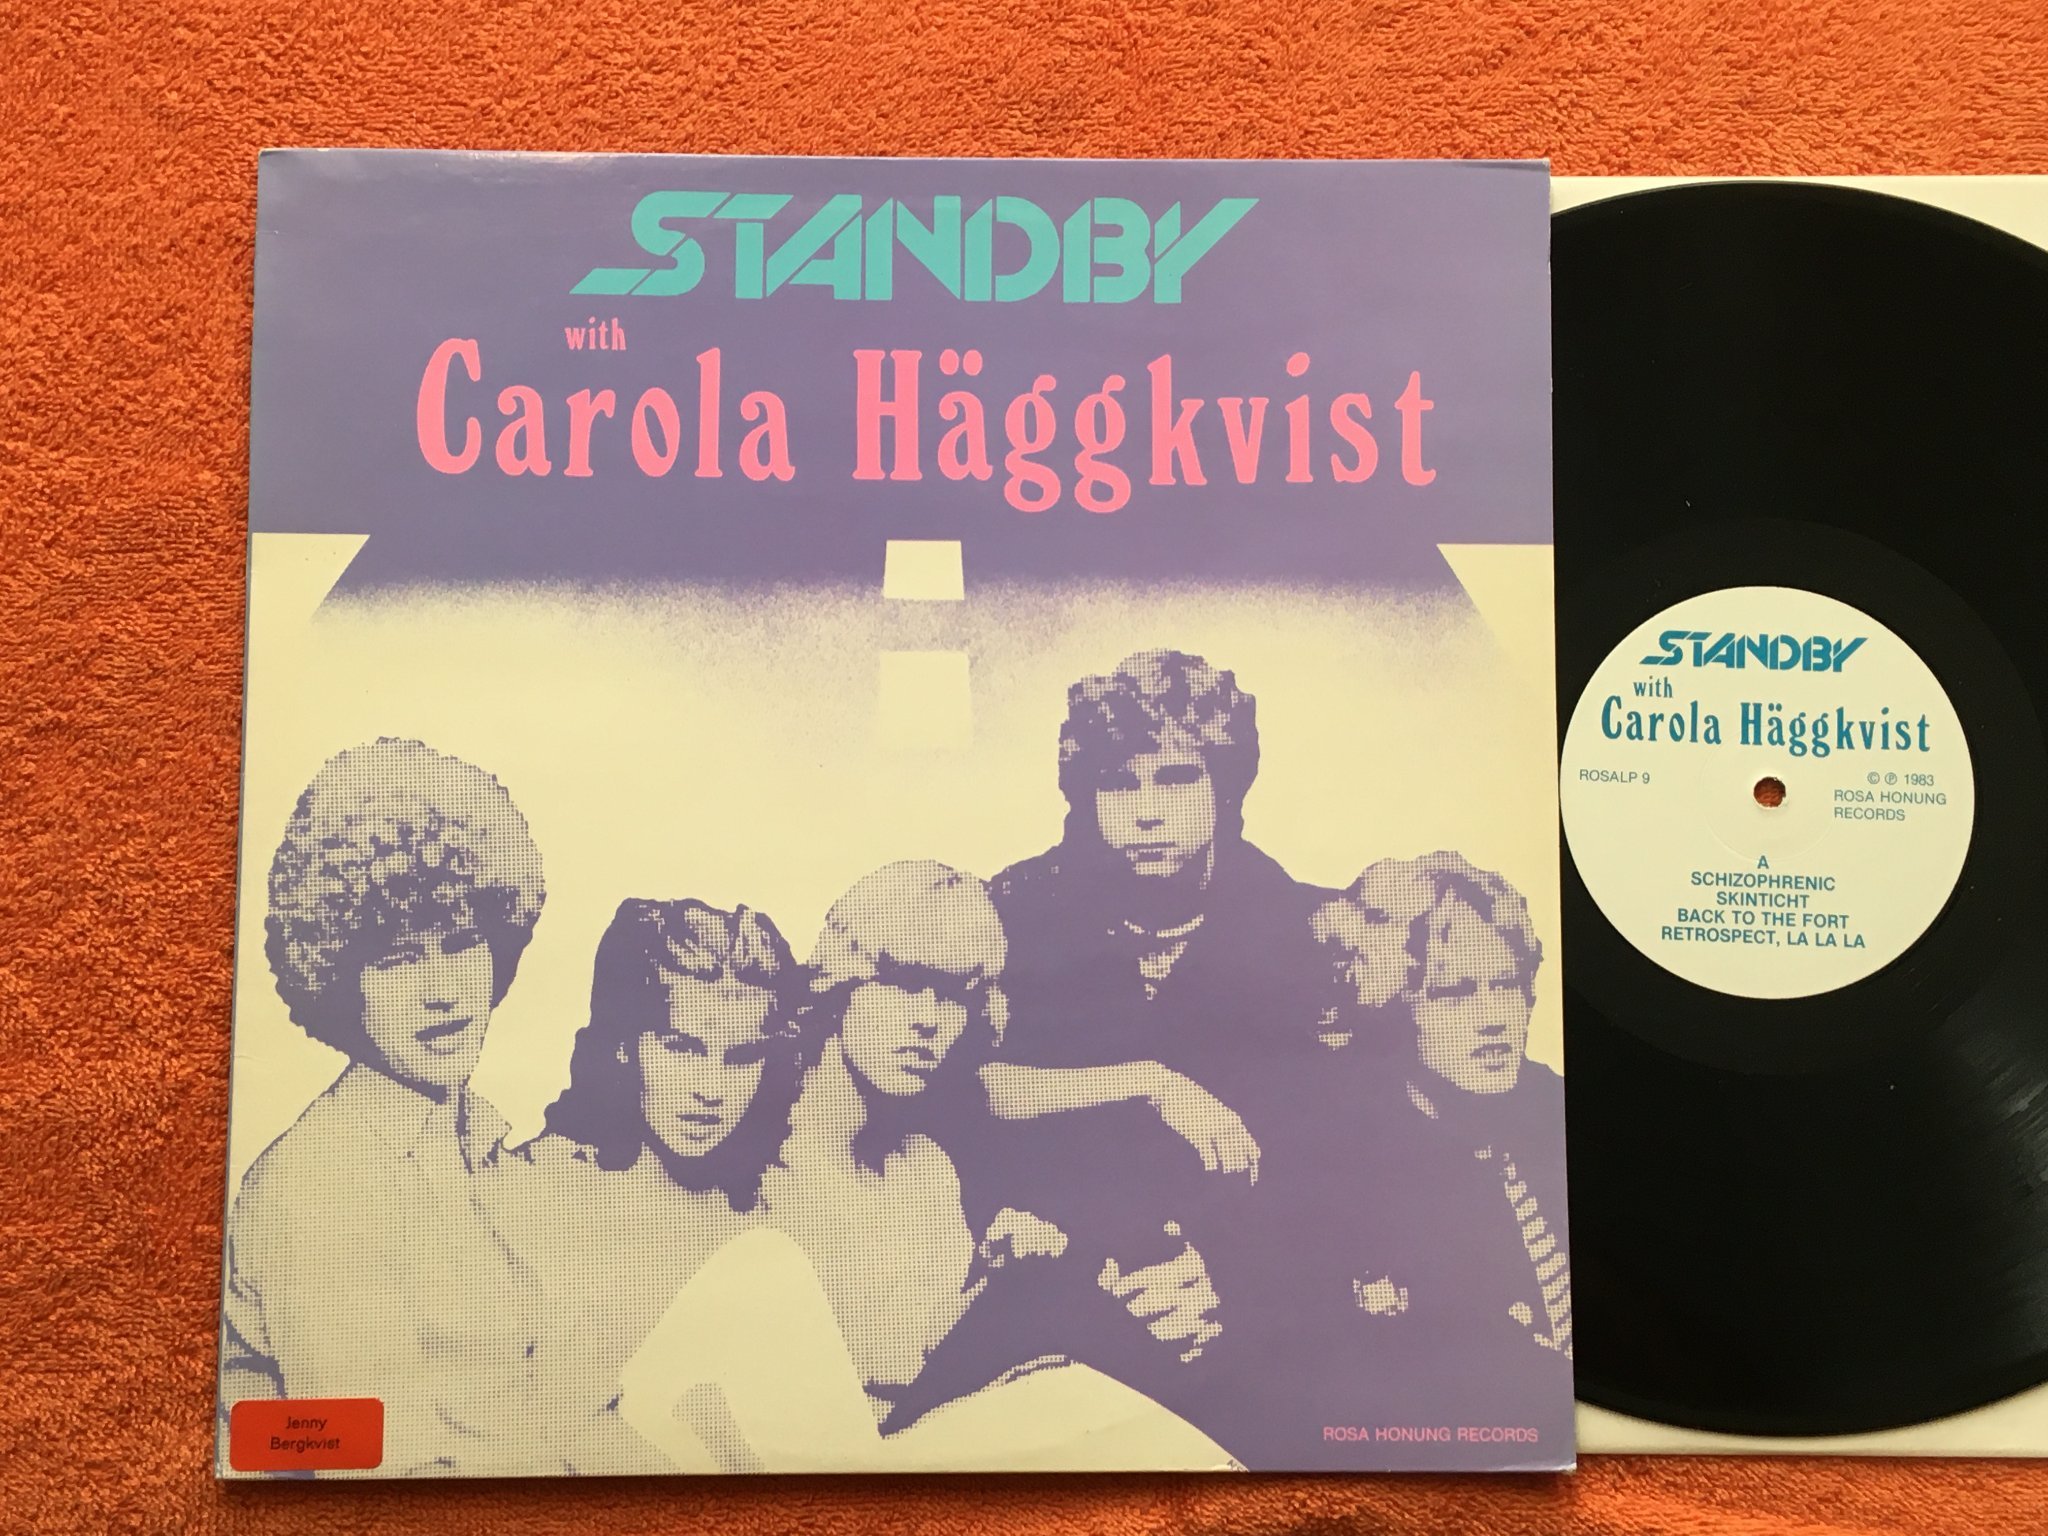 STANDBY
with
Carola Häggkvist
ROSA HONUNG RECORDS
Jenny
Bergkvist
STANDBY
with
Carola Häggkvist
ROSALP 9
© ℗ 1983
ROSA HONUNG
RECORDS
A
SCHIZOPHRENIC
SKINTICHT
BACK TO THE FORT
RETROSPECT, LA LA LA